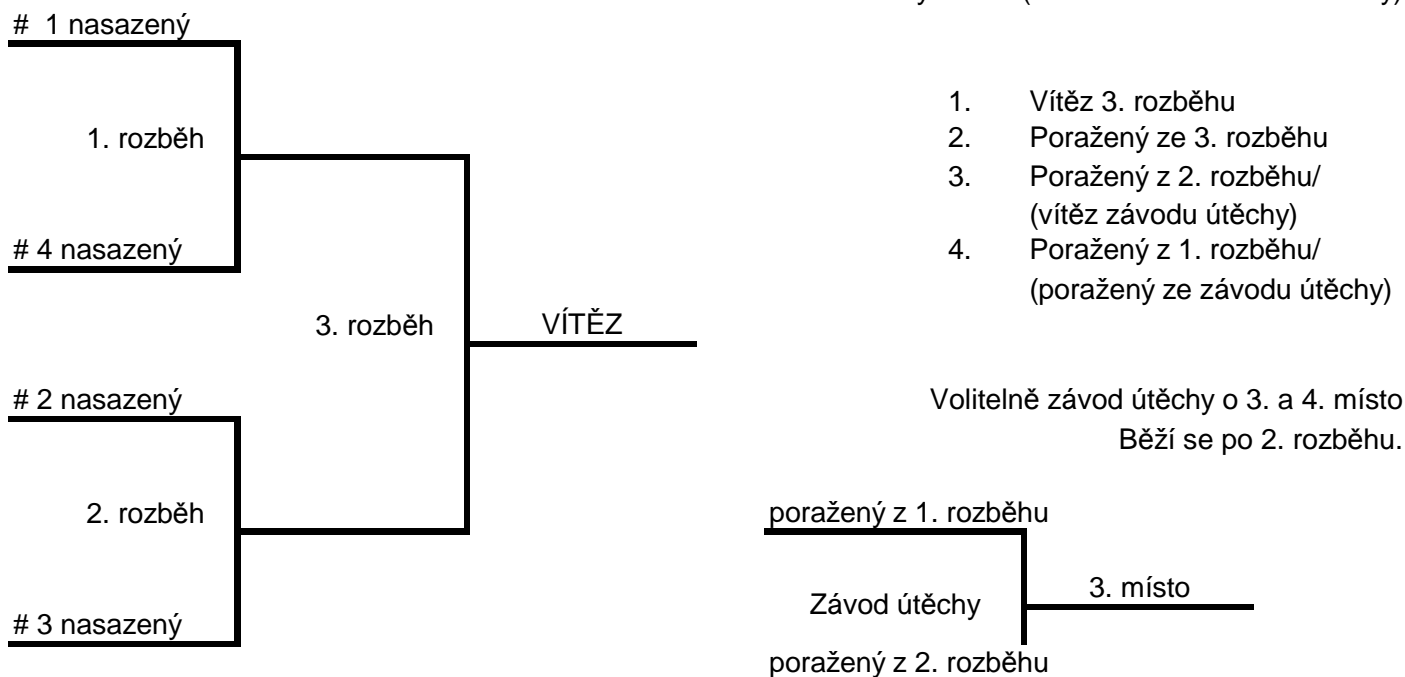 # 1 nasazený
1. rozběh
# 4 nasazený
3. rozběh
VÍTĚZ
# 2 nasazený
2. rozběh
# 3 nasazený
1. Vítěz 3. rozběhu
2. Poražený ze 3. rozběhu
3. Poražený z 2. rozběhu/
(vítěz závodu útěchy)
4. Poražený z 1. rozběhu/
(poražený ze závodu útěchy)
Volitelně závod útěchy o 3. a 4. místo
Běží se po 2. rozběhu.
poražený z 1. rozběhu
Závod útěchy
3. místo
poražený z 2. rozběhu